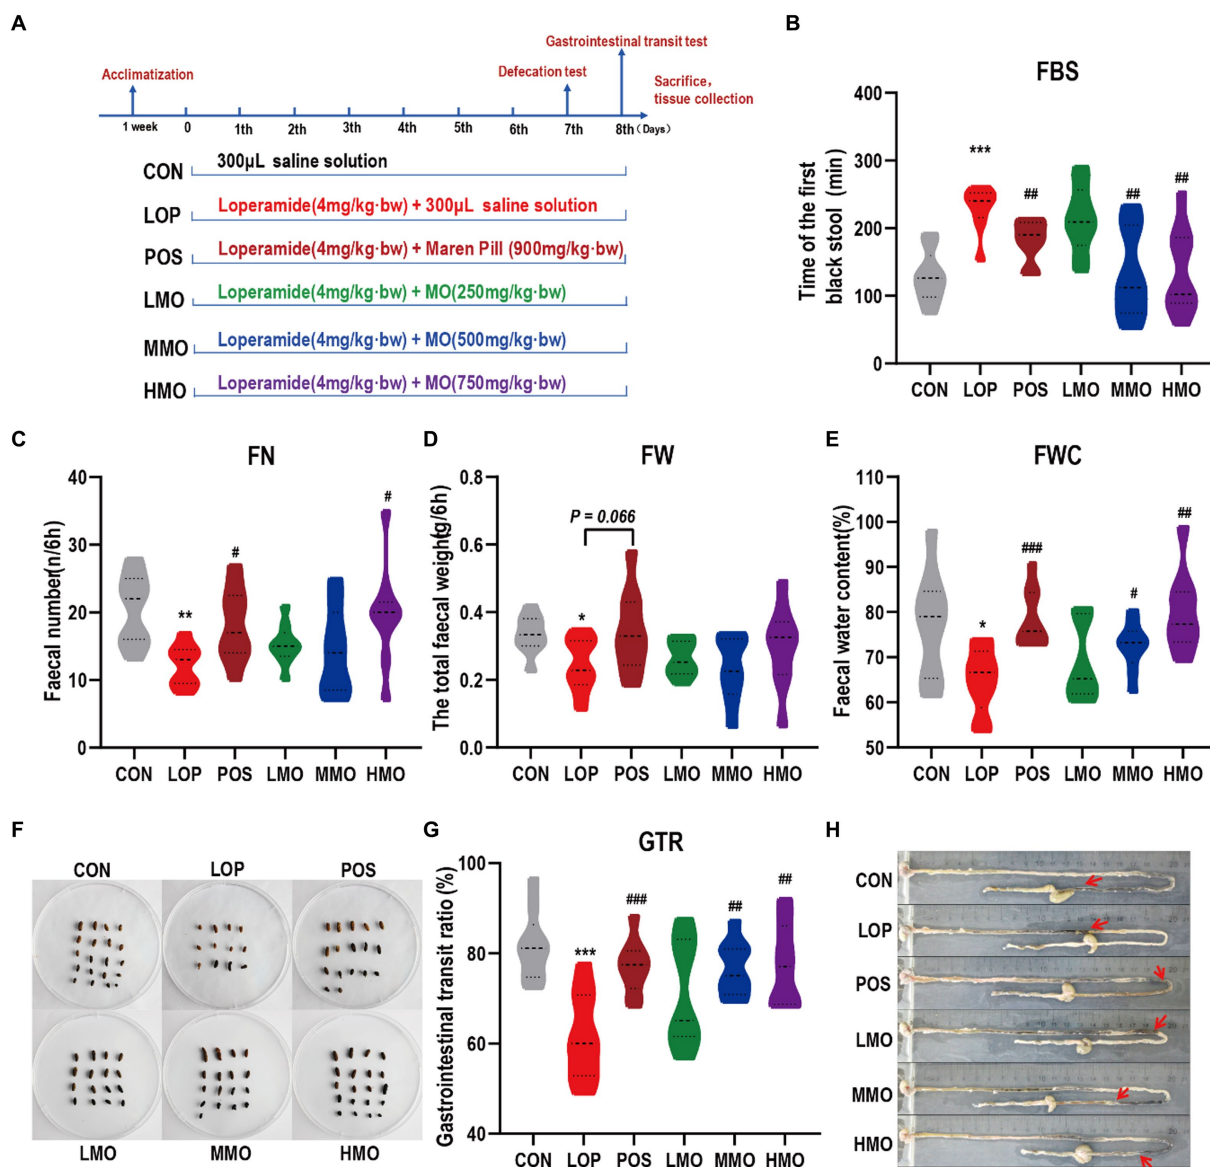 A
Gastrointestinal transit test
Acclimatization
Defecation test
Sacrifice,
tissue collection
1 week 0 1th 2th 3th 4th 5th 6th 7th 8th (Days)
CON 300μL saline solution
LOP Loperamide(4mg/kg·bw) + 300μL saline solution
POS Loperamide(4mg/kg·bw) + Maren Pill (900mg/kg·bw)
LMO Loperamide(4mg/kg·bw) + MO(250mg/kg·bw)
MMO Loperamide(4mg/kg·bw) + MO(500mg/kg·bw)
HMO Loperamide(4mg/kg·bw) + MO(750mg/kg·bw)
B
FBS
Time of the first
black stool (min)
400
300
200
100
0
***
##
##
##
CON LOP POS LMO MMO HMO
C
FN
Faecal number(n/6h)
40
30
20
10
0
**
#
#
CON LOP POS LMO MMO HMO
D
FW
The total faecal weight(g/6h)
0.8
0.6
0.4
0.2
0.0
P = 0.066
*
CON LOP POS LMO MMO HMO
E
FWC
Faecal water content(%)
110
100
90
80
70
60
50
*
###
#
##
CON LOP POS LMO MMO HMO
F
CON LOP POS
LMO MMO HMO
G
GTR
Gastrointestinal transit ratio (%)
100
80
60
40
***
###
##
##
CON LOP POS LMO MMO HMO
H
CON
LOP
POS
LMO
MMO
HMO